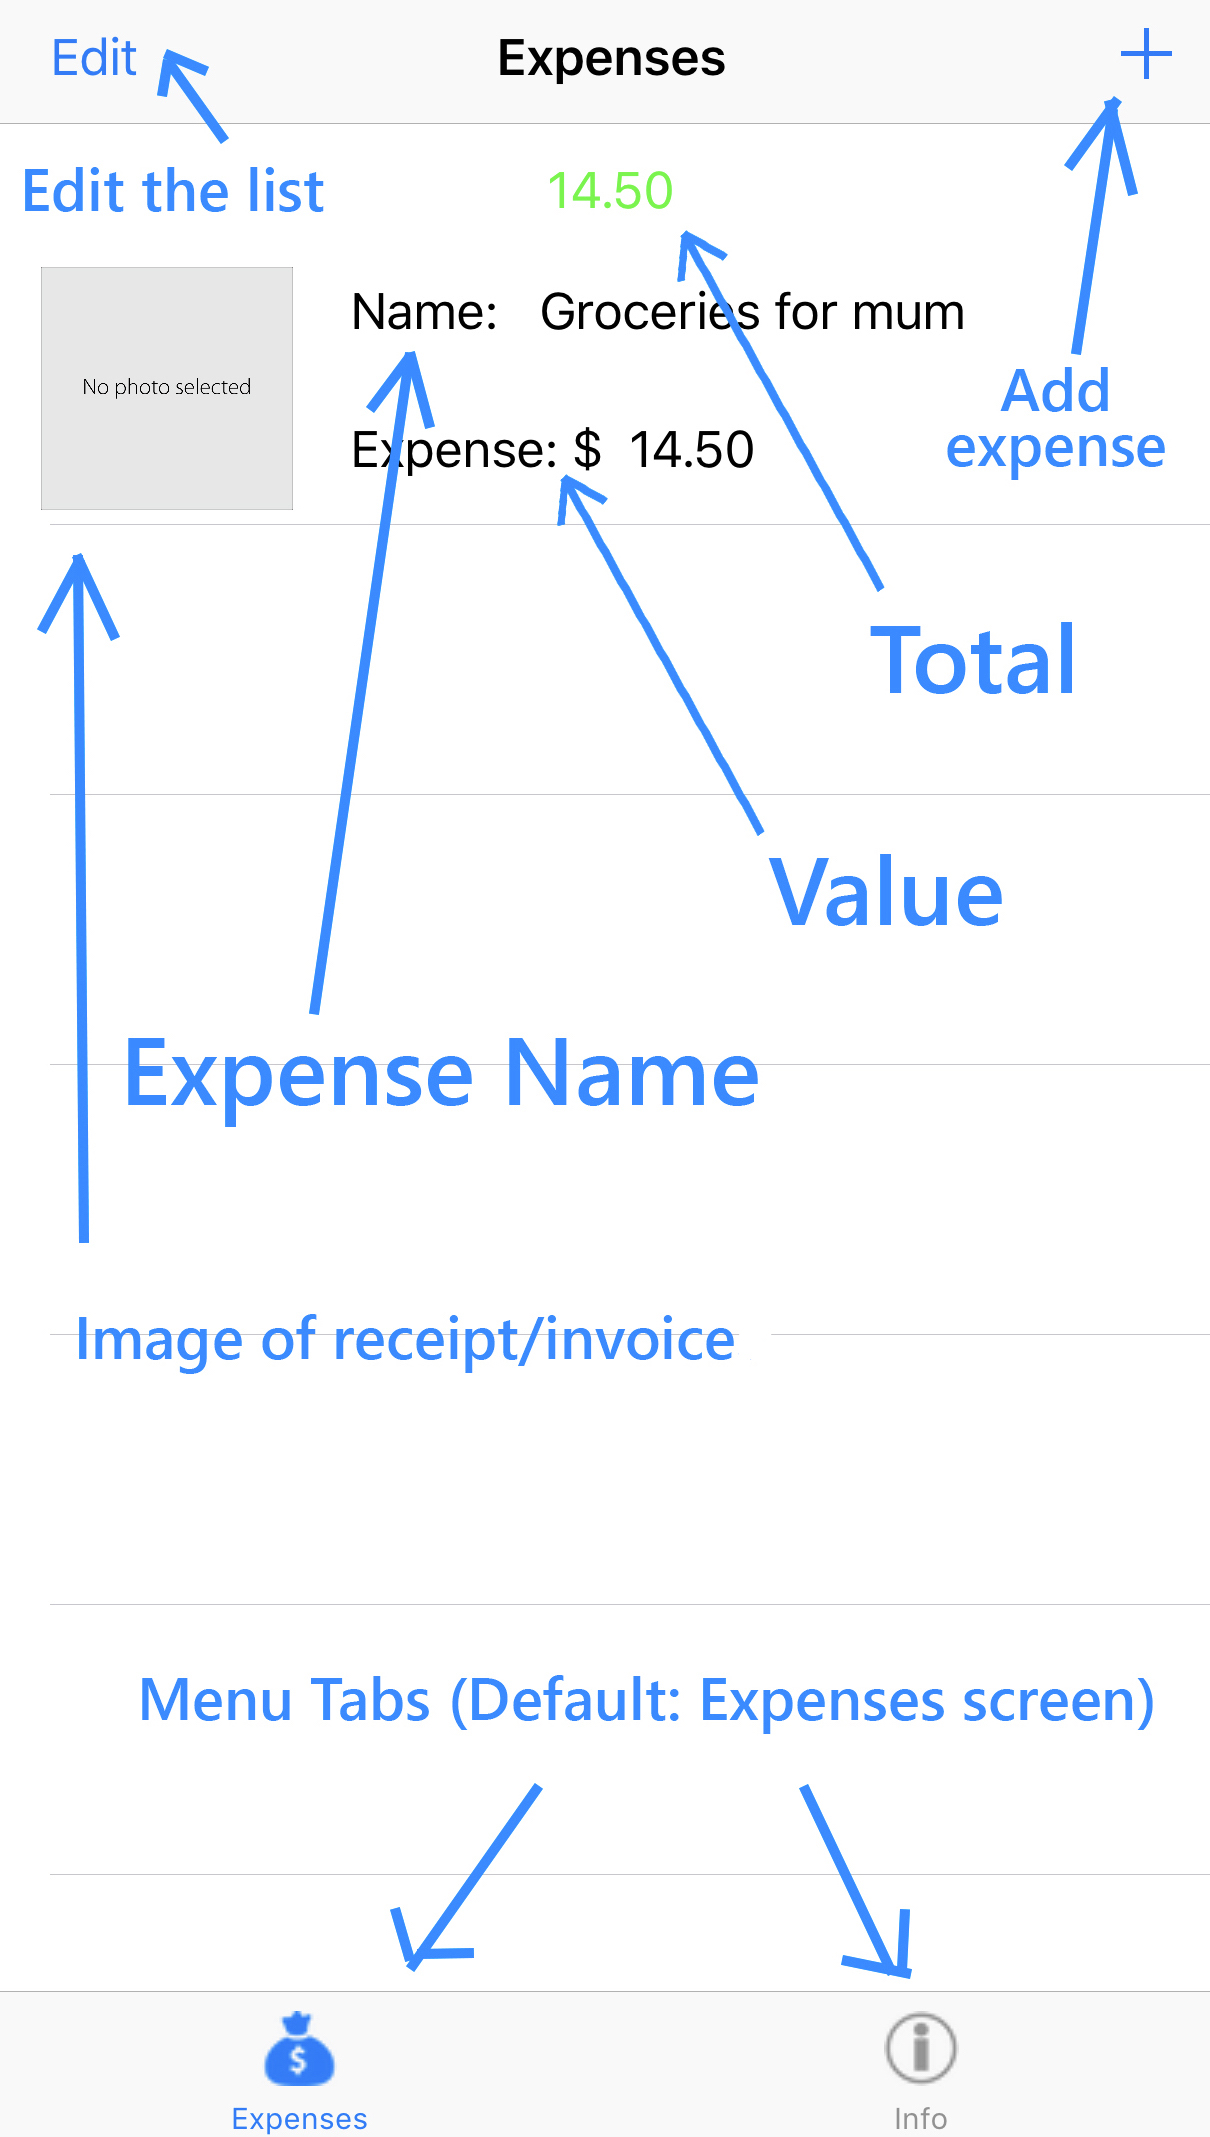 Edit
Expenses
+
Edit the list
14.50
Name: Groceries for mum
No photo selected
Add
expense
Expense: $ 14.50
Total
Value
Expense Name
Image of receipt/invoice
Menu Tabs (Default: Expenses screen)
$
Expenses
i
Info